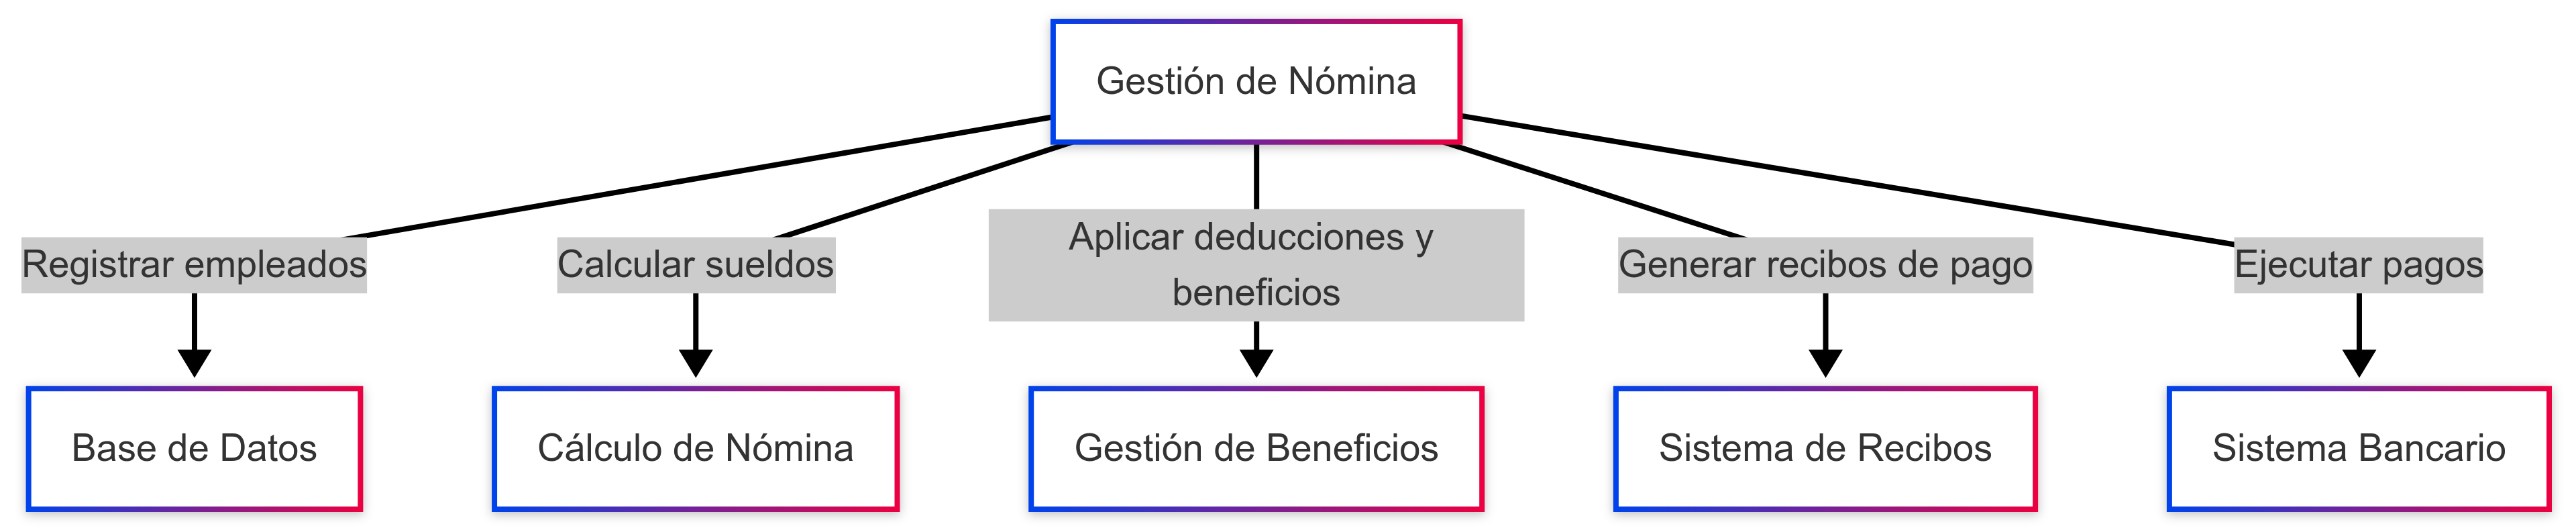 Gestión de Nómina
Registrar empleados
Calcular sueldos
Aplicar deducciones y
beneficios
Generar recibos de pago
Ejecutar pagos
Base de Datos
Cálculo de Nómina
Gestión de Beneficios
Sistema de Recibos
Sistema Bancario